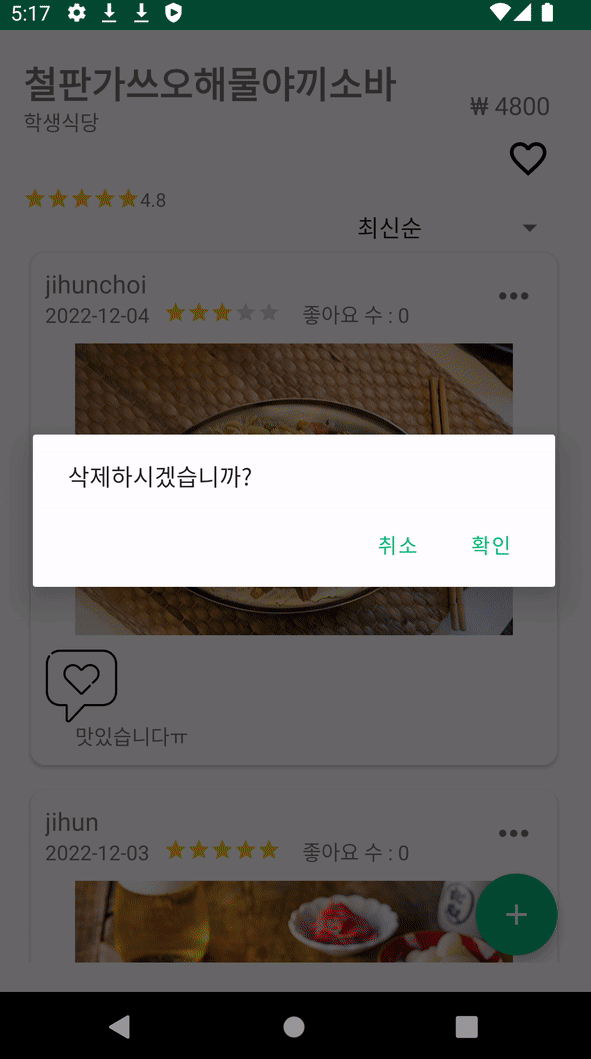 5:17
철판가쓰오해물야끼소바
₩ 4800
학생식당
4.8
최신순
jihunchoi
2022-12-04 좋아요 수 : 0
삭제하시겠습니까?
취소 확인
맛있습니다ㅠ
jihun
2022-12-03 좋아요 수 : 0